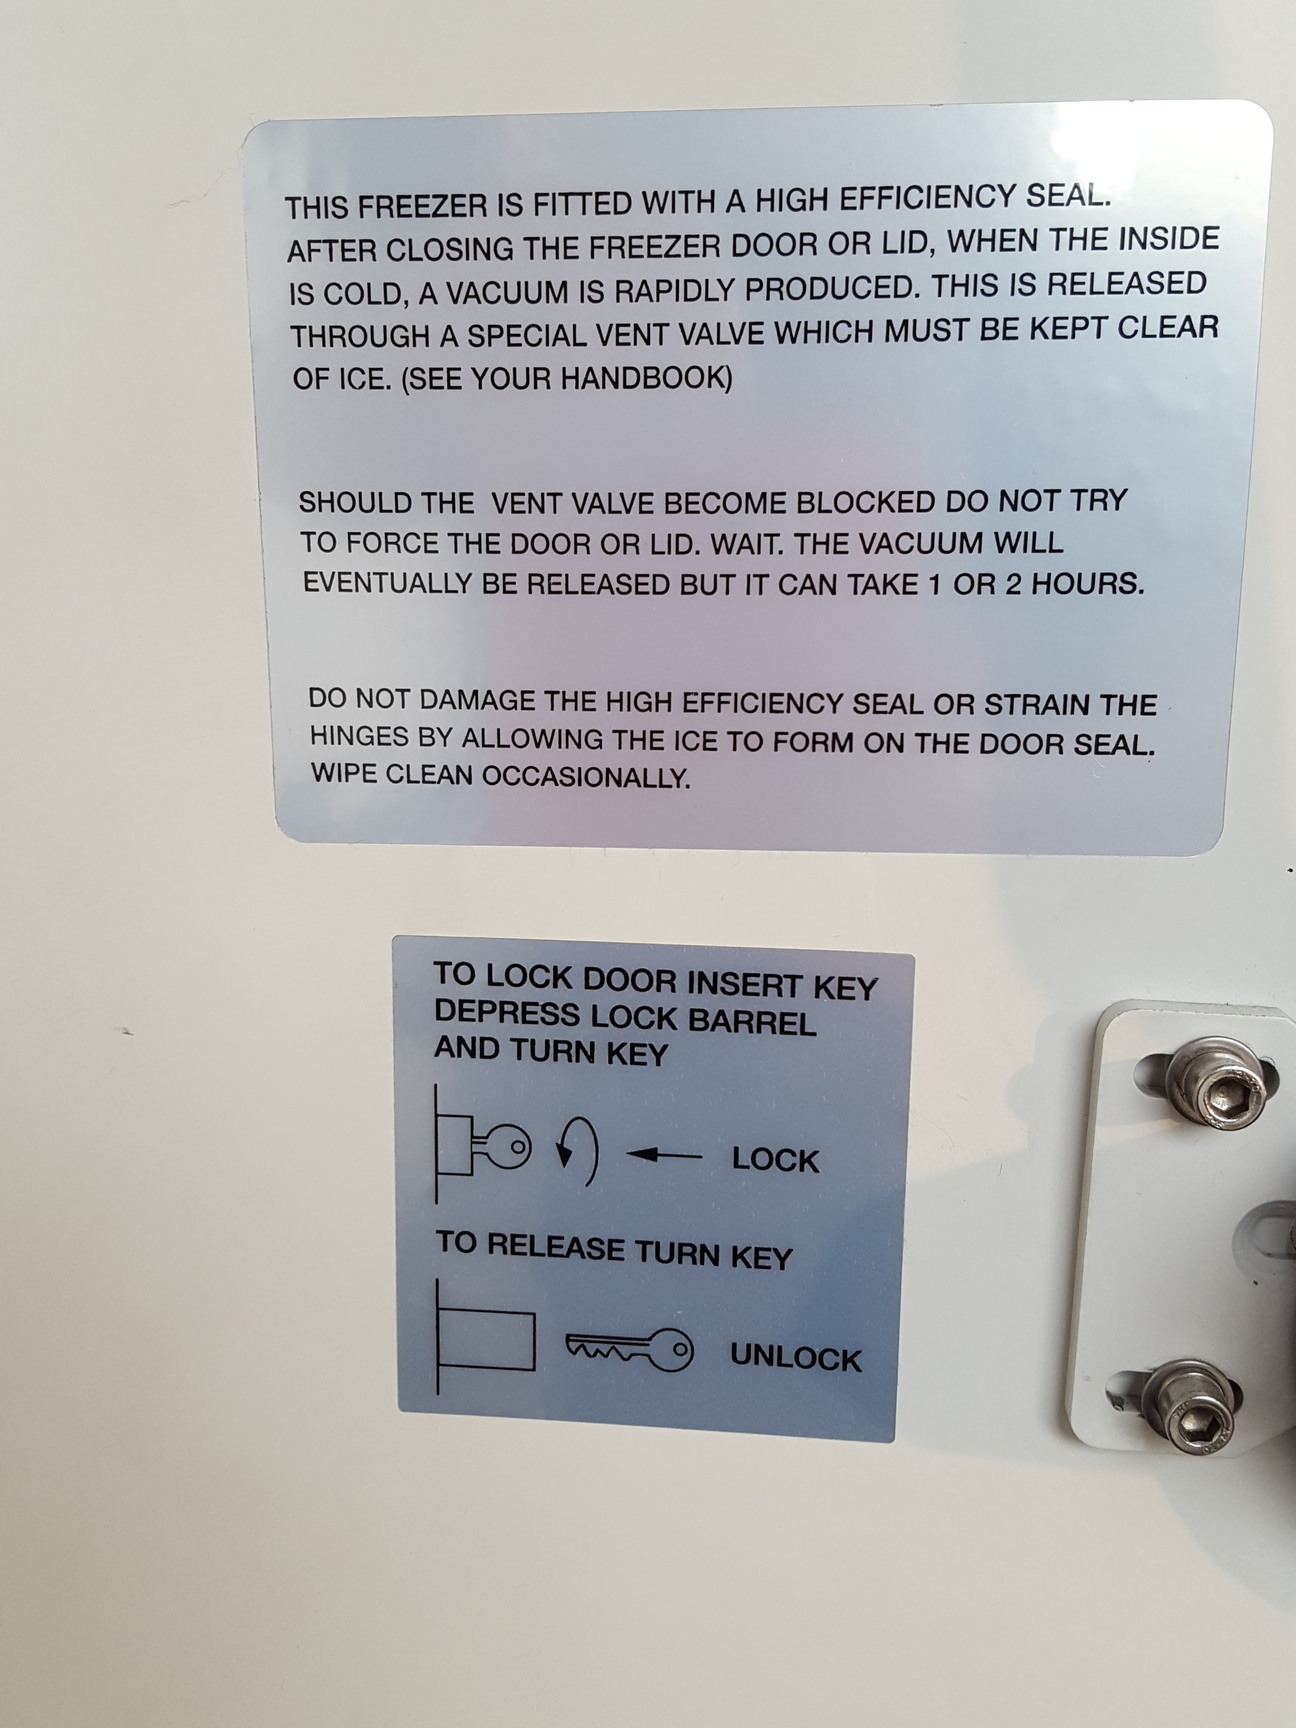 THIS FREEZER IS FITTED WITH A HIGH EFFICIENCY SEAL.
AFTER CLOSING THE FREEZER DOOR OR LID, WHEN THE INSIDE
IS COLD, A VACUUM IS RAPIDLY PRODUCED. THIS IS RELEASED
THROUGH A SPECIAL VENT VALVE WHICH MUST BE KEPT CLEAR
OF ICE. (SEE YOUR HANDBOOK)
SHOULD THE VENT VALVE BECOME BLOCKED DO NOT TRY
TO FORCE THE DOOR OR LID. WAIT. THE VACUUM WILL
EVENTUALLY BE RELEASED BUT IT CAN TAKE 1 OR 2 HOURS.
DO NOT DAMAGE THE HIGH EFFICIENCY SEAL OR STRAIN THE
HINGES BY ALLOWING THE ICE TO FORM ON THE DOOR SEAL.
WIPE CLEAN OCCASIONALLY.
TO LOCK DOOR INSERT KEY
DEPRESS LOCK BARREL
AND TURN KEY
LOCK
TO RELEASE TURN KEY
UNLOCK